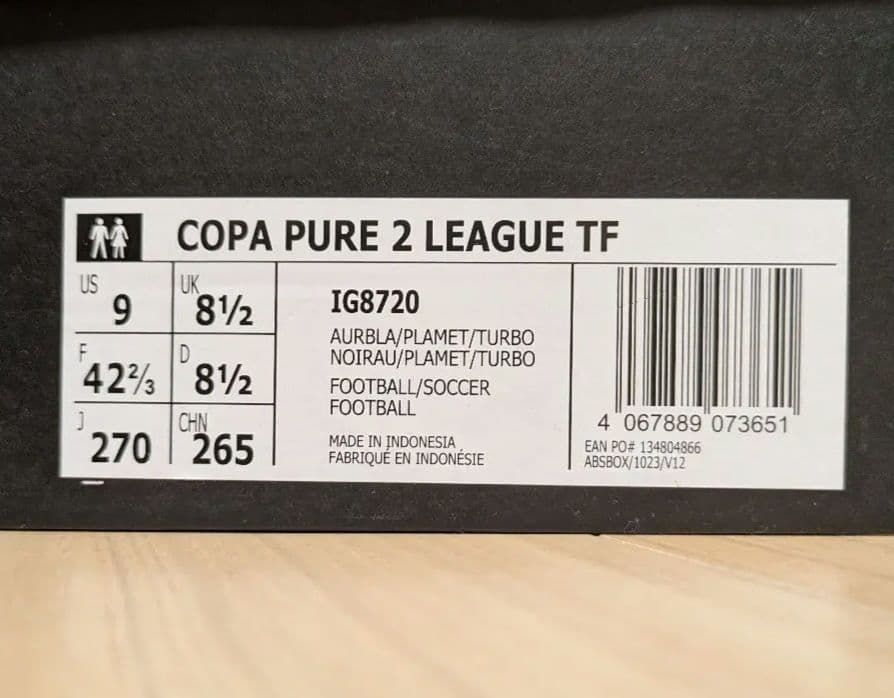 COPA PURE 2 LEAGUE TF
US 9 UK 8½
F 42⅔ D 8½
J 270 CHN 265
IG8720
AURBLA/PLAMET/TURBO
NOIRAU/PLAMET/TURBO
FOOTBALL/SOCCER
FOOTBALL
MADE IN INDONESIA
FABRIQUÉ EN INDONÉSIE
4 067889 073651
EAN PO# 134804866
ABSBOX/1023/V12